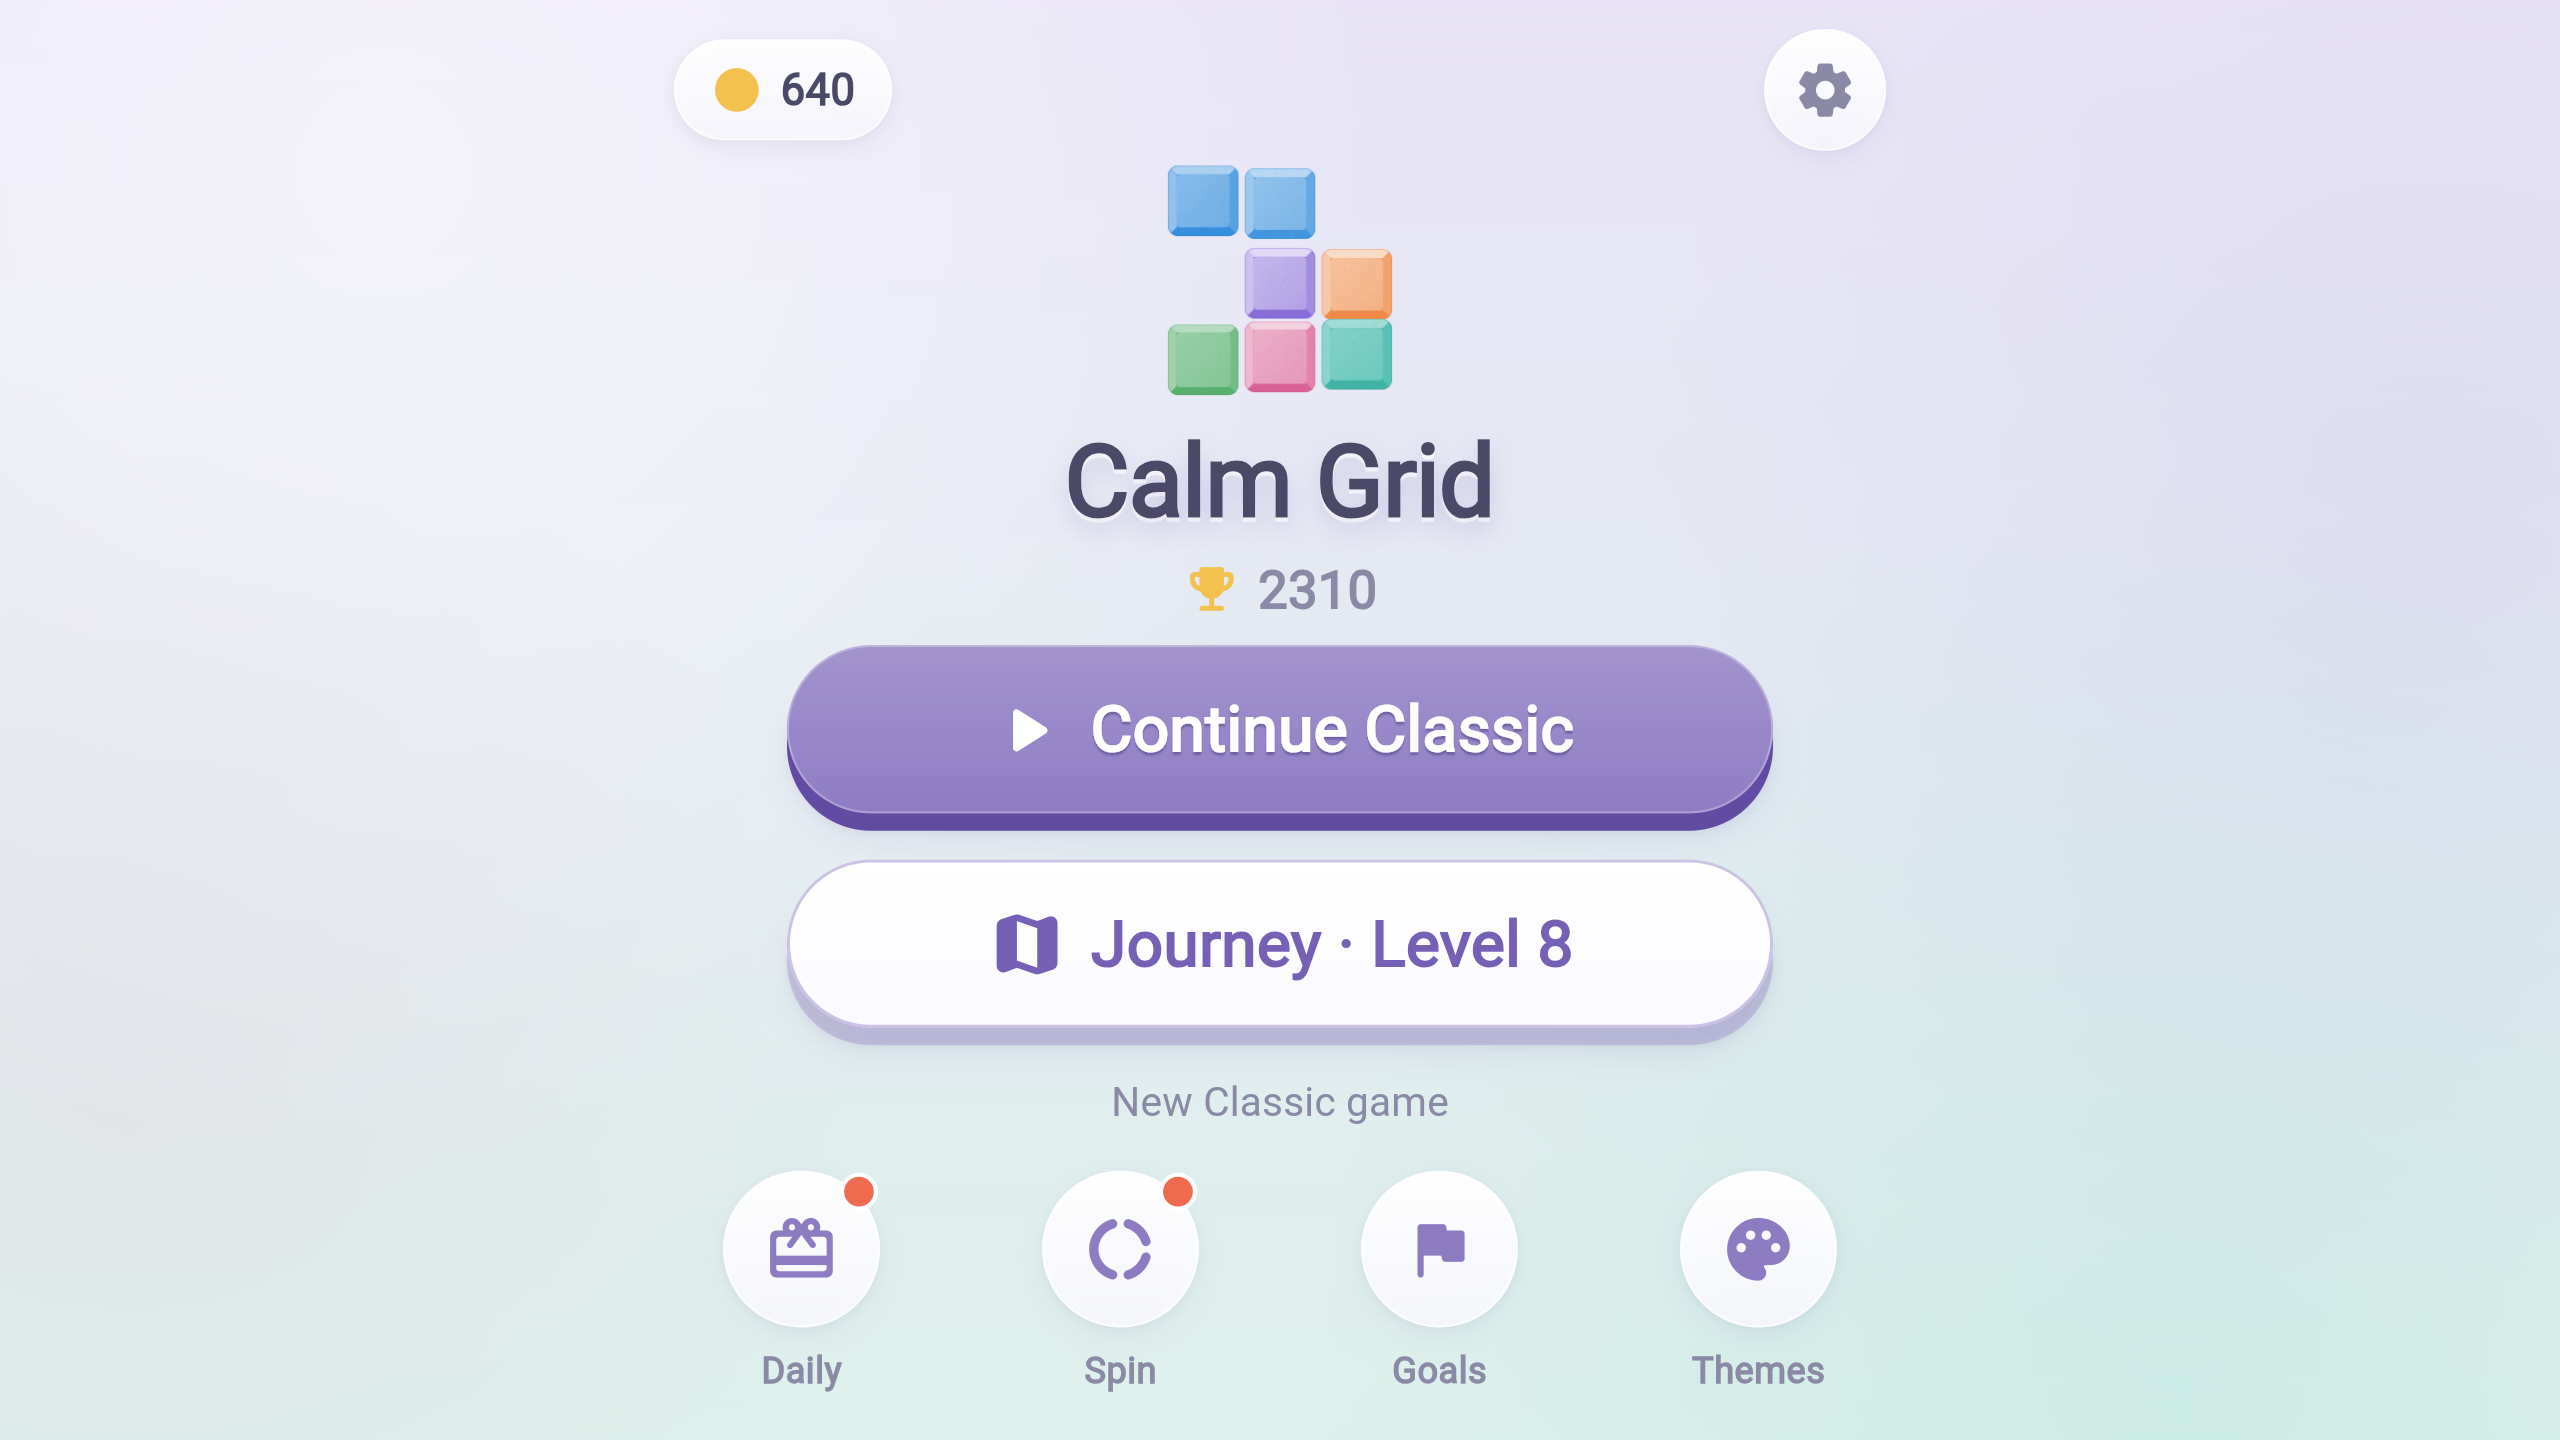 640
Calm Grid
2310
Continue Classic
Journey · Level 8
New Classic game
Daily
Spin
Goals
Themes